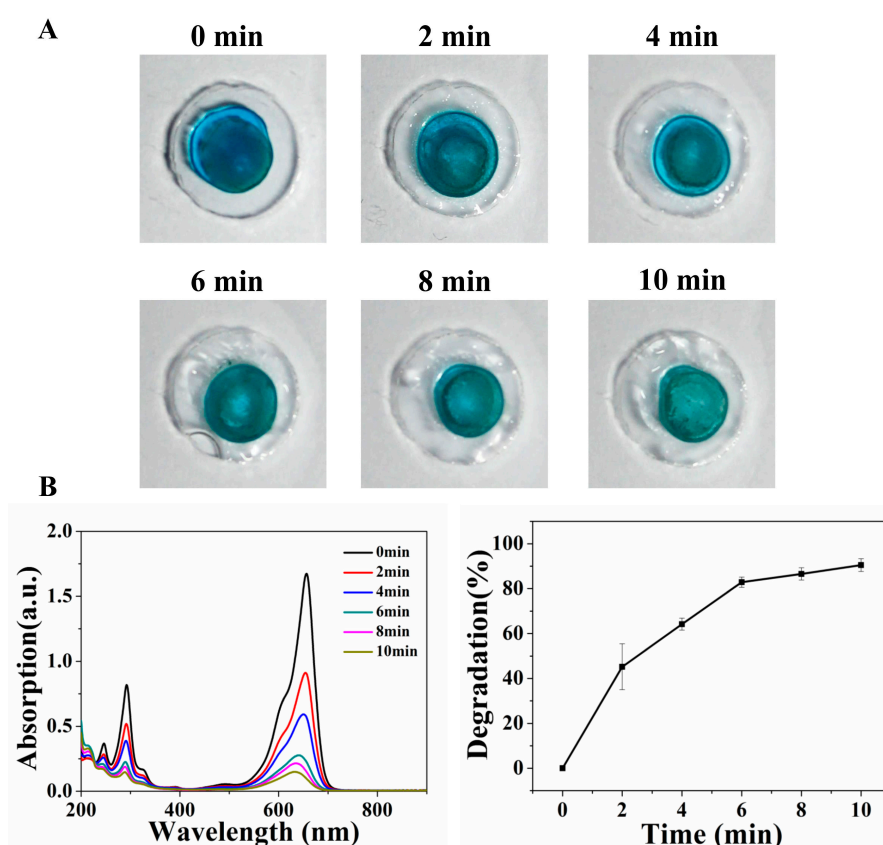 A
0 min 2 min 4 min
6 min 8 min 10 min
B
2.0
1.5
1.0
0.5
0.0
200 400 600 800
Absorption(a.u.)
Wavelength (nm)
0min
2min
4min
6min
8min
10min
100
80
60
40
20
0
0 2 4 6 8 10
Degradation(%)
Time (min)